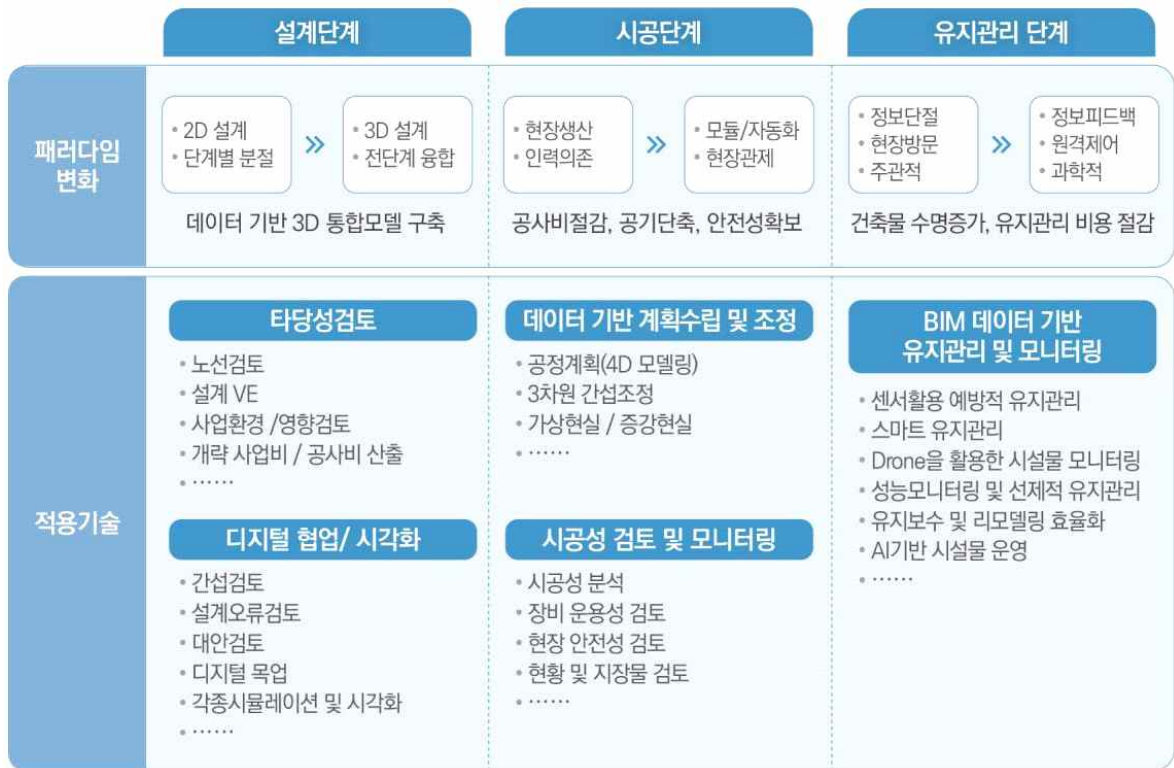 설계단계
시공단계
유지관리 단계
패러다임
변화
• 2D 설계
• 단계별 분절
»
• 3D 설계
• 전단계 융합
데이터 기반 3D 통합모델 구축
• 현장생산
• 인력의존
»
• 모듈/자동화
• 현장관제
공사비절감, 공기단축, 안전성확보
• 정보단절
• 현장방문
• 주관적
»
• 정보피드백
• 원격제어
• 과학적
건축물 수명증가, 유지관리 비용 절감
적용기술
타당성검토
• 노선검토
• 설계 VE
• 사업환경 /영향검토
• 개략 사업비 / 공사비 산출
• ······
디지털 협업/ 시각화
• 간섭검토
• 설계오류검토
• 대안검토
• 디지털 목업
• 각종시뮬레이션 및 시각화
• ······
데이터 기반 계획수립 및 조정
• 공정계획(4D 모델링)
• 3차원 간섭조정
• 가상현실 / 증강현실
• ······
시공성 검토 및 모니터링
• 시공성 분석
• 장비 운용성 검토
• 현장 안전성 검토
• 현황 및 지장물 검토
• ······
BIM 데이터 기반
유지관리 및 모니터링
• 센서활용 예방적 유지관리
• 스마트 유지관리
• Drone을 활용한 시설물 모니터링
• 성능모니터링 및 선제적 유지관리
• 유지보수 및 리모델링 효율화
• AI기반 시설물 운영
• ······